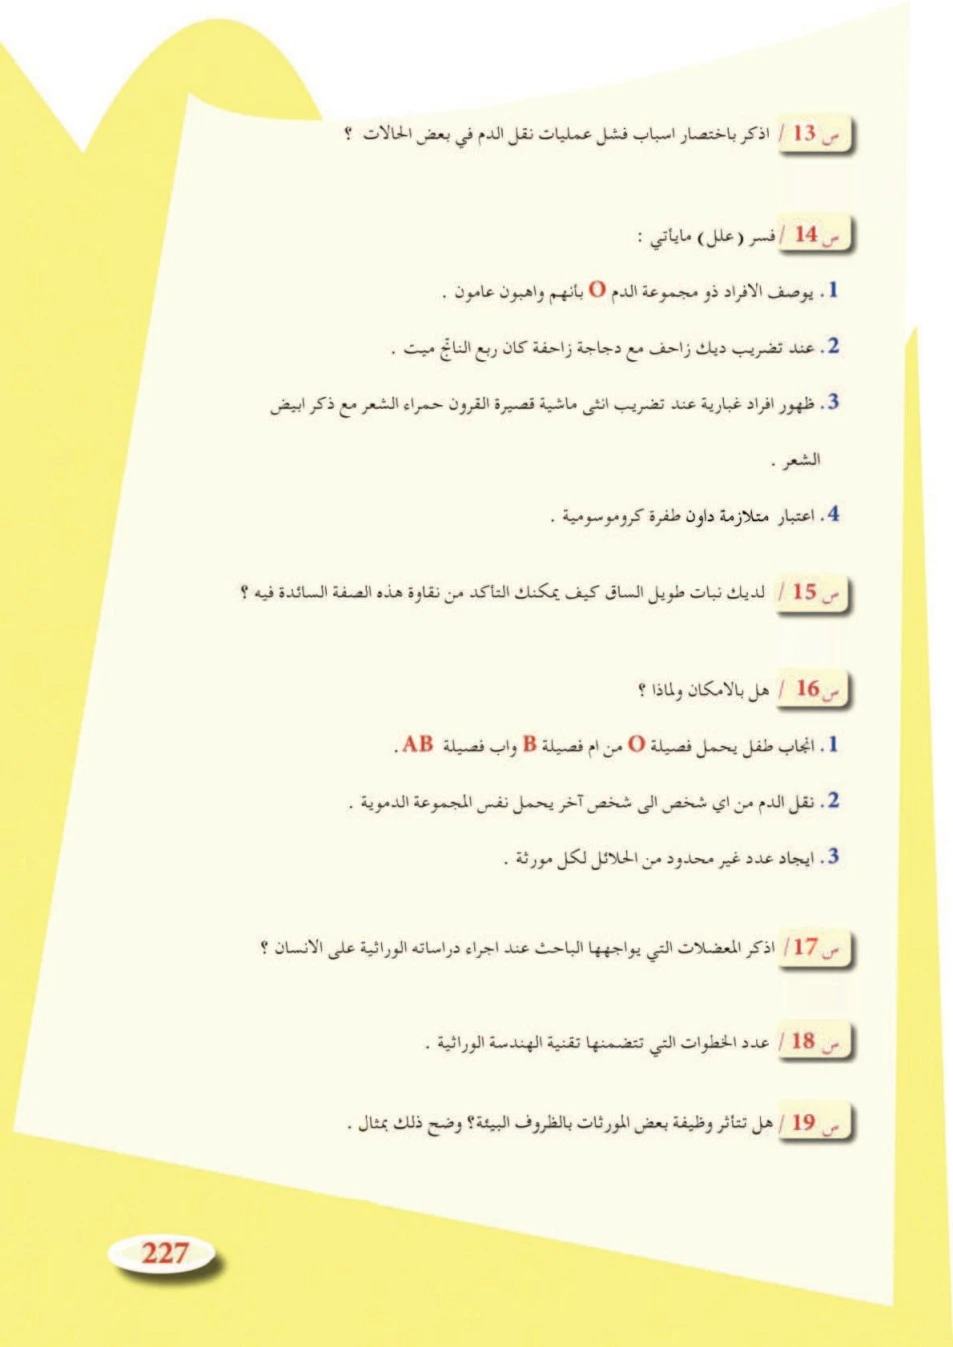 س 13 / اذكر باختصار اسباب فشل عمليات نقل الدم في بعض الحالات ؟
س 14 / فسر (علل) مايأتي :
1. يوصف الافراد ذو مجموعة الدم O بأنهم واهبون عامون .
2. عند تضريب ديك زاحف مع دجاجة زاحفة كان ربع الناتج ميت .
3. ظهور افراد غبارية عند تضريب انثى ماشية قصيرة القرون حمراء الشعر مع ذكر ابيض
الشعر .
4. اعتبار متلازمة داون طفرة كروموسومية .
س 15 / لديك نبات طويل الساق كيف يمكنك التأكد من نقاوة هذه الصفة السائدة فيه ؟
س 16 / هل بالامكان ولماذا ؟
1. انجاب طفل يحمل فصيلة O من ام فصيلة B واب فصيلة AB .
2. نقل الدم من اي شخص الى شخص آخر يحمل نفس المجموعة الدموية .
3. ايجاد عدد غير محدود من الحلائل لكل مورثة .
س 17 / اذكر المعضلات التي يواجهها الباحث عند اجراء دراساته الوراثية على الانسان ؟
س 18 / عدد الخطوات التي تتضمنها تقنية الهندسة الوراثية .
س 19 / هل تتأثر وظيفة بعض المورثات بالظروف البيئة؟ وضح ذلك بمثال .
227